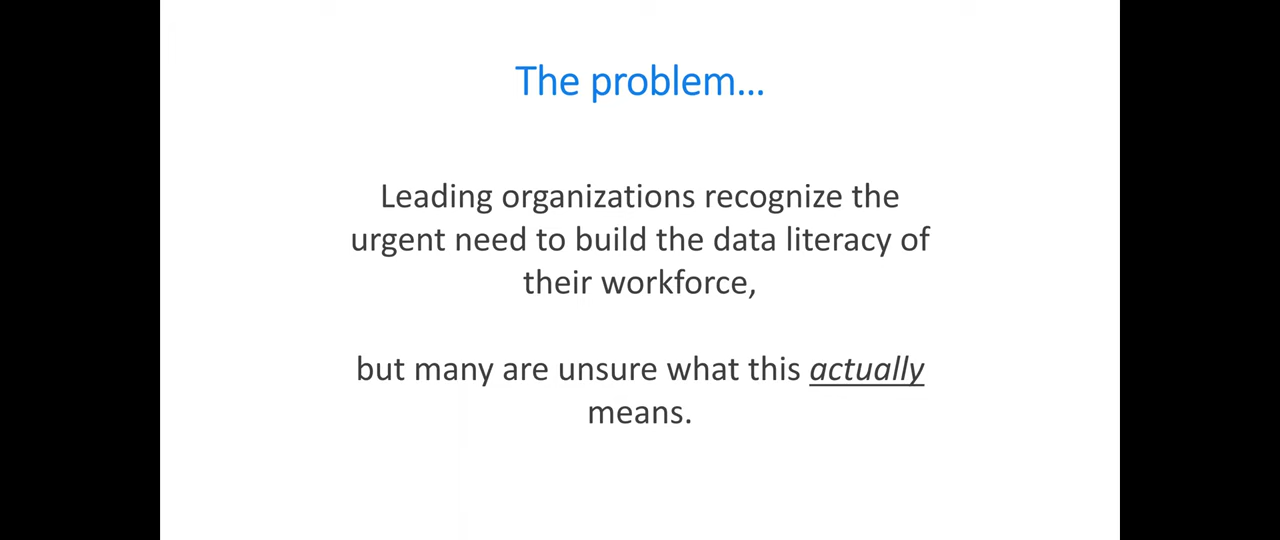 The problem...
Leading organizations recognize the
urgent need to build the data literacy of
their workforce,
but many are unsure what this actually
means.